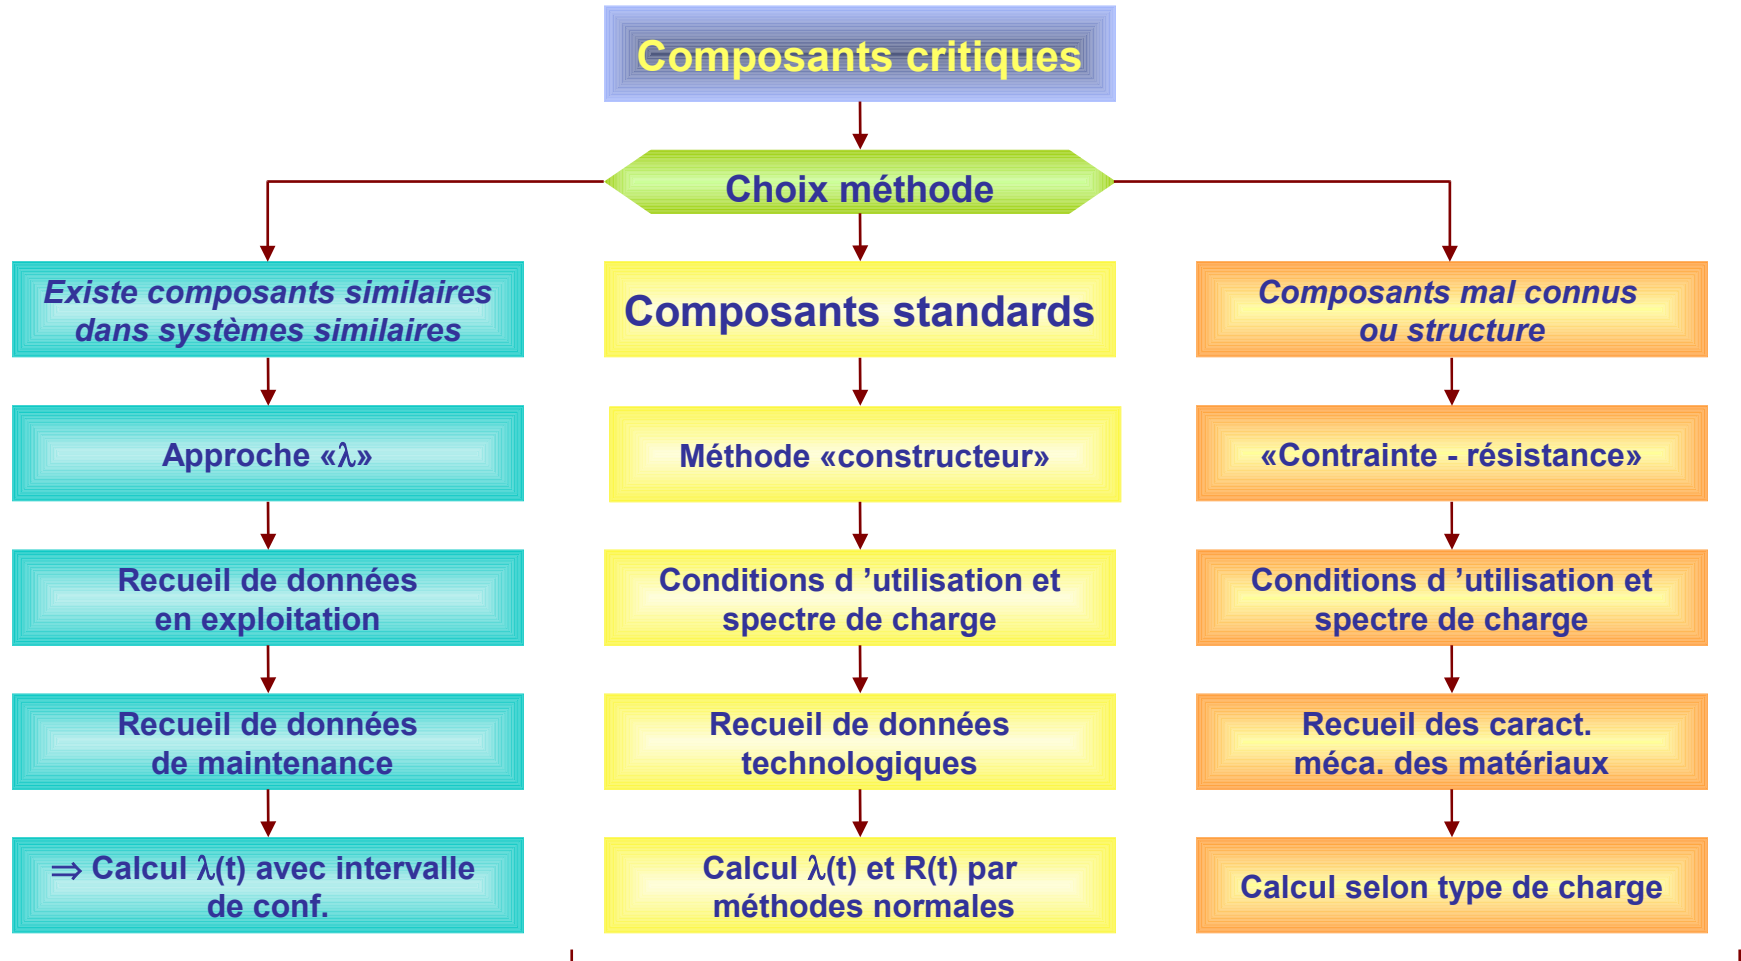 Composants critiques
Choix méthode
Existe composants similaires
dans systèmes similaires
Approche «λ»
Recueil de données
en exploitation
Recueil de données
de maintenance
⇒ Calcul λ(t) avec intervalle
de conf.
Composants standards
Méthode «constructeur»
Conditions d ’utilisation et
spectre de charge
Recueil de données
technologiques
Calcul λ(t) et R(t) par
méthodes normales
Composants mal connus
ou structure
«Contrainte - résistance»
Conditions d ’utilisation et
spectre de charge
Recueil des caract.
méca. des matériaux
Calcul selon type de charge